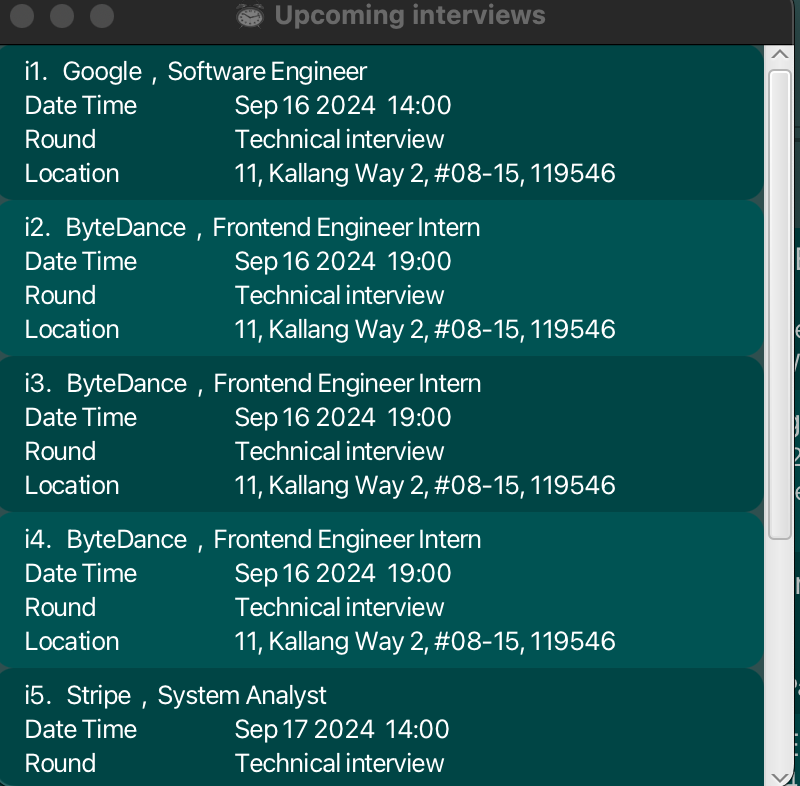 Upcoming interviews
i1. Google , Software Engineer
Date Time Sep 16 2024 14:00
Round Technical interview
Location 11, Kallang Way 2, #08-15, 119546
i2. ByteDance , Frontend Engineer Intern
Date Time Sep 16 2024 19:00
Round Technical interview
Location 11, Kallang Way 2, #08-15, 119546
i3. ByteDance , Frontend Engineer Intern
Date Time Sep 16 2024 19:00
Round Technical interview
Location 11, Kallang Way 2, #08-15, 119546
i4. ByteDance , Frontend Engineer Intern
Date Time Sep 16 2024 19:00
Round Technical interview
Location 11, Kallang Way 2, #08-15, 119546
i5. Stripe , System Analyst
Date Time Sep 17 2024 14:00
Round Technical interview